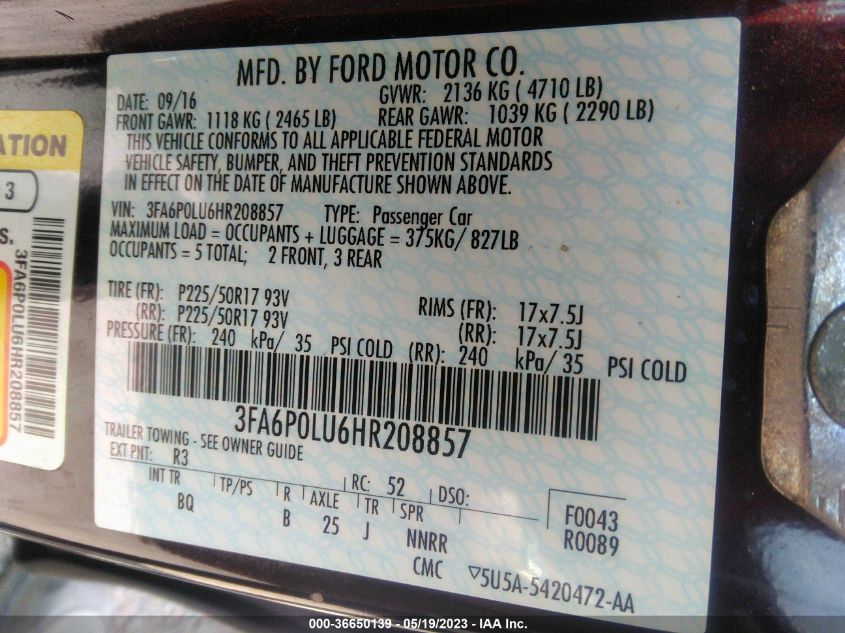 MFD. BY FORD MOTOR CO.
DATE: 09/16 GVWR: 2136 KG ( 4710 LB)
FRONT GAWR: 1118 KG ( 2465 LB) REAR GAWR: 1039 KG ( 2290 LB)
THIS VEHICLE CONFORMS TO ALL APPLICABLE FEDERAL MOTOR
VEHICLE SAFETY, BUMPER, AND THEFT PREVENTION STANDARDS
IN EFFECT ON THE DATE OF MANUFACTURE SHOWN ABOVE.
VIN: 3FA6P0LU6HR208857 TYPE: Passenger Car
MAXIMUM LOAD = OCCUPANTS + LUGGAGE = 375KG/ 827LB
OCCUPANTS = 5 TOTAL; 2 FRONT, 3 REAR
TIRE (FR): P225/50R17 93V RIMS (FR): 17x7.5J
(RR): P225/50R17 93V (RR): 17x7.5J
PRESSURE (FR): 240 kPa/ 35 PSI COLD (RR): 240 kPa/ 35 PSI COLD
3FA6P0LU6HR208857
TRAILER TOWING - SEE OWNER GUIDE
EXT PNT: R3 RC: 52 DSO:
INT TR TP/PS R AXLE TR SPR F0043
BQ B 25 J NNRR R0089
CMC ▽5U5A-5420472-AA
ATION
3
S.
3FA6P0LU6HR208857
000-36650139 - 05/19/2023 - IAA Inc.